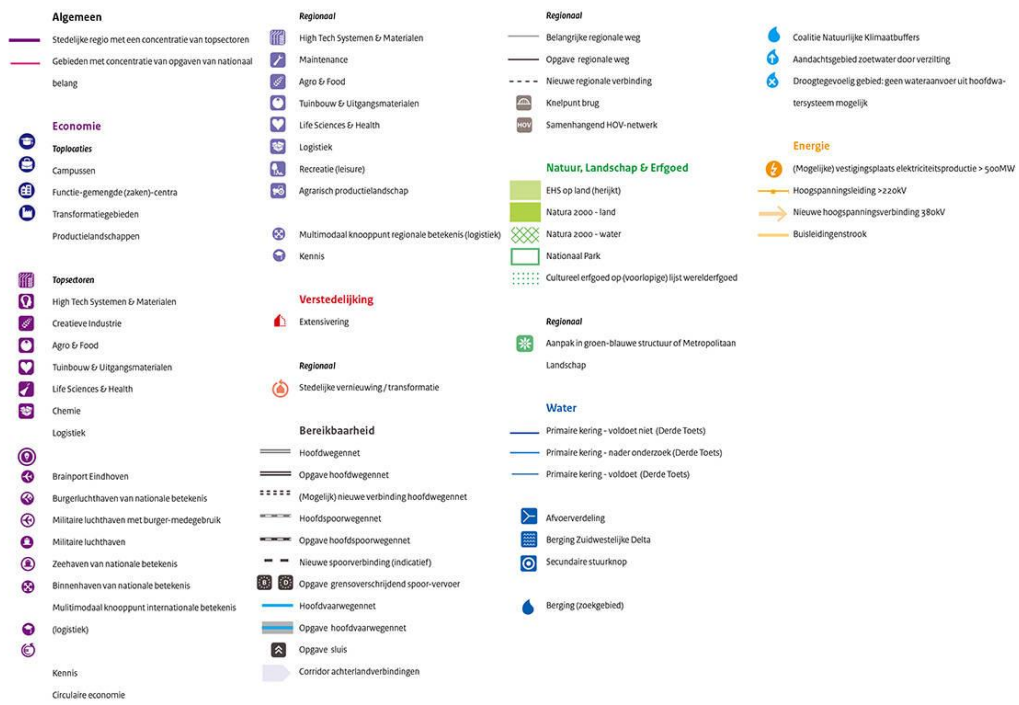 Algemeen
Stedelijke regio met een concentratie van topsectoren
Gebieden met concentratie van opgaven van nationaal
belang
Economie
Toplocaties
Campussen
Functie-gemengde (zaken)-centra
Transformatiegebieden
Productielandschappen
Topsectoren
High Tech Systemen & Materialen
Creatieve Industrie
Agro & Food
Tuinbouw & Uitgangsmaterialen
Life Sciences & Health
Chemie
Logistiek
Brainport Eindhoven
Burgerluchthaven van nationale betekenis
Militaire luchthaven met burger-medegebruik
Militaire luchthaven
Zeehaven van nationale betekenis
Binnenhaven van nationale betekenis
Mulitimodaal knooppunt internationale betekenis
(logistiek)
Kennis
Circulaire economie
Regionaal
High Tech Systemen & Materialen
Maintenance
Agro & Food
Tuinbouw & Uitgangsmaterialen
Life Sciences & Health
Logistiek
Recreatie (leisure)
Agrarisch productielandschap
Multimodaal knooppunt regionale betekenis (logistiek)
Kennis
Verstedelijking
Extensivering
Regionaal
Stedelijke vernieuwing / transformatie
Bereikbaarheid
Hoofdwegennet
Opgave hoofdwegennet
(Mogelijk) nieuwe verbinding hoofdwegennet
Hoofdspoorwegennet
Opgave hoofdspoorwegennet
Nieuwe spoorverbinding (indicatief)
B D Opgave grensoverschrijdend spoor-vervoer
Hoofdvaarwegennet
Opgave hoofdvaarwegennet
Opgave sluis
Corridor achterlandverbindingen
Regionaal
Belangrijke regionale weg
Opgave regionale weg
Nieuwe regionale verbinding
Knelpunt brug
HOV Samenhangend HOV-netwerk
Natuur, Landschap & Erfgoed
EHS op land (herijkt)
Natura 2000 - land
Natura 2000 - water
Nationaal Park
Cultureel erfgoed op (voorlopige) lijst werelderfgoed
Regionaal
Aanpak in groen-blauwe structuur of Metropolitaan
Landschap
Water
Primaire kering - voldoet niet (Derde Toets)
Primaire kering - nader onderzoek (Derde Toets)
Primaire kering - voldoet (Derde Toets)
Afvoerverdeling
Berging Zuidwestelijke Delta
Secundaire stuurknop
Berging (zoekgebied)
Coalitie Natuurlijke Klimaatbuffers
Aandachtsgebied zoetwater door verzilting
Droogtegevoelig gebied: geen wateraanvoer uit hoofdwa-
tersysteem mogelijk
Energie
(Mogelijke) vestigingsplaats elektriciteitsproductie > 500MW
Hoogspanningsleiding >220kV
Nieuwe hoogspanningsverbinding 380kV
Buisleidingenstrook